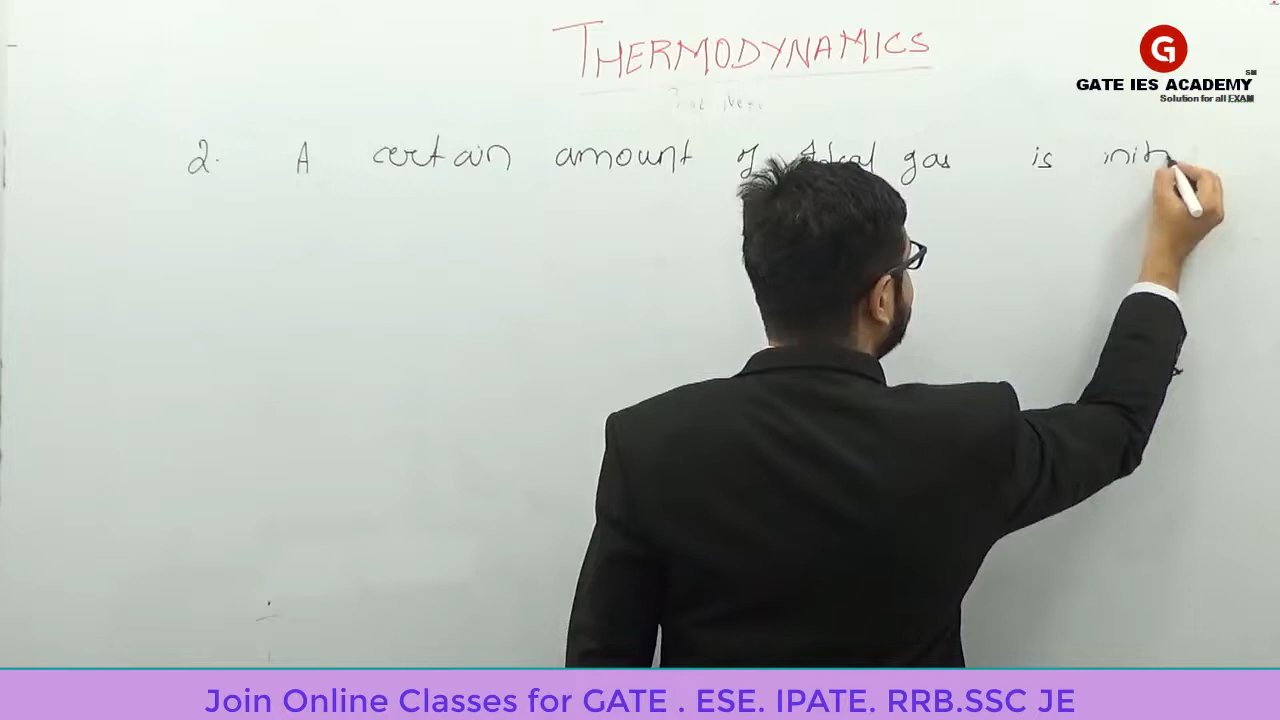 THERMODYNAMICS
G
SM
GATE IES ACADEMY
Solution for all EXAM
2. A certain amount of Ideal gas is init
Join Online Classes for GATE . ESE. IPATE. RRB.SSC JE